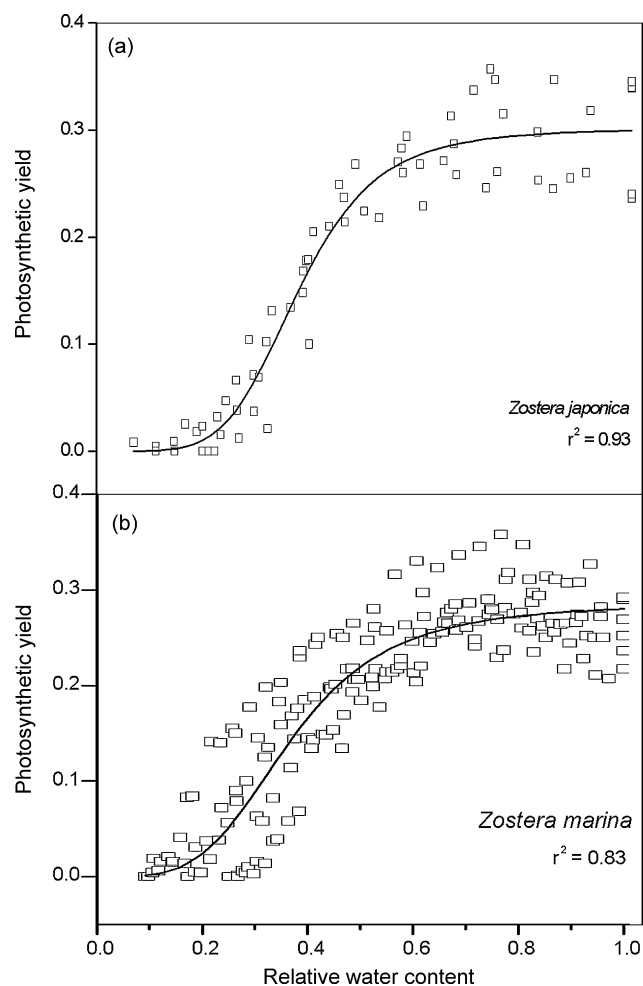 0.4
(a)
0.3
Photosynthetic yield
0.2
0.1
Zostera japonica
r² = 0.93
0.0
0.4
(b)
0.3
Photosynthetic yield
0.2
0.1
Zostera marina
r² = 0.83
0.0
0.0 0.2 0.4 0.6 0.8 1.0
Relative water content